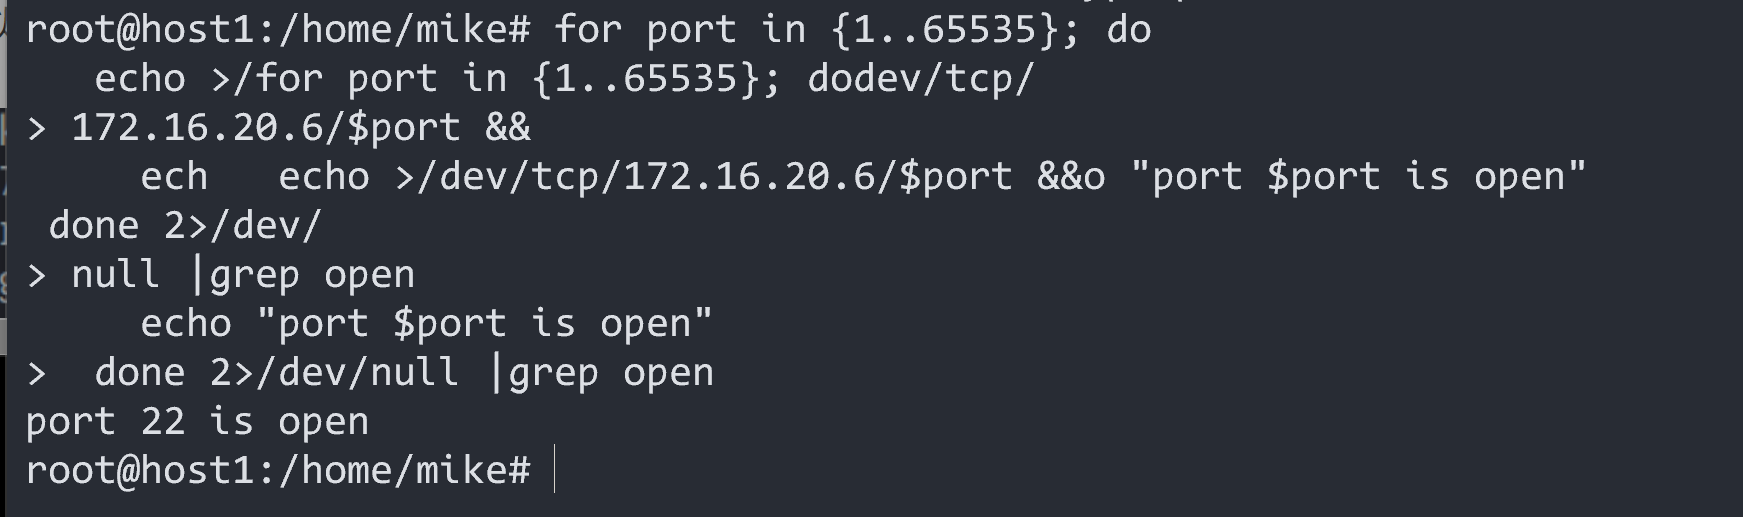 root@host1:/home/mike# for port in {1..65535}; do
echo >/for port in {1..65535}; dodev/tcp/
> 172.16.20.6/$port &&
ech   echo >/dev/tcp/172.16.20.6/$port &&o "port $port is open"
done 2>/dev/
> null |grep open
echo "port $port is open"
>  done 2>/dev/null |grep open
port 22 is open
root@host1:/home/mike#